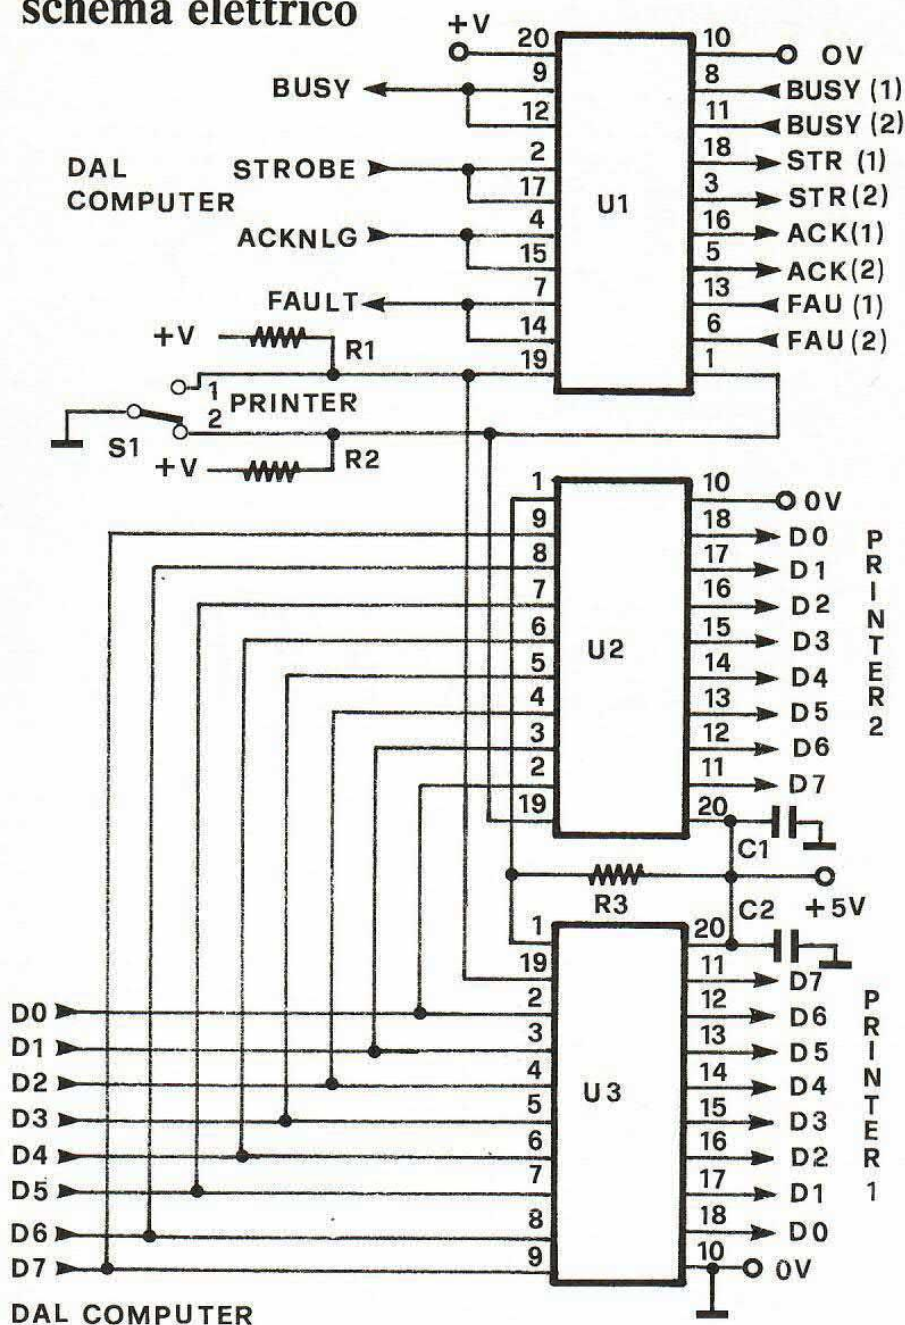 schema elettrico
+V
20
10
0V
BUSY
9
8
BUSY (1)
12
11
BUSY (2)
DAL
COMPUTER
STROBE
2
18
STR (1)
17
3
STR (2)
U1
ACKNLG
4
16
ACK (1)
15
5
ACK (2)
FAULT
7
13
FAU (1)
14
6
FAU (2)
+V
R1
19
1
1
PRINTER
2
S1
+V
R2
1
10
0V
9
18
D0
8
17
D1
7
16
D2
6
15
D3
U2
5
14
D4
4
13
D5
3
12
D6
2
11
D7
19
20
PRINTER 2
C1
R3
+5V
C2
1
20
19
11
D7
D0
2
12
D6
D1
3
13
D5
D2
4
14
D4
U3
D3
5
15
D3
D4
6
16
D2
D5
7
17
D1
D6
8
18
D0
D7
9
10
0V
PRINTER 1
DAL COMPUTER